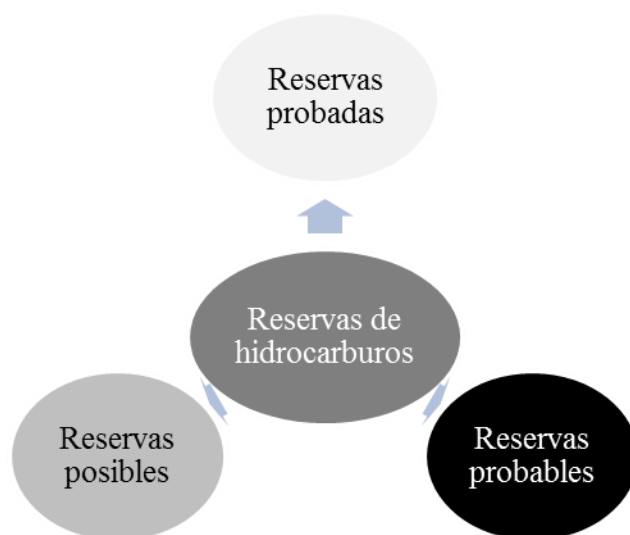 Reservas
probadas
Reservas de
hidrocarburos
Reservas
posibles
Reservas
probables